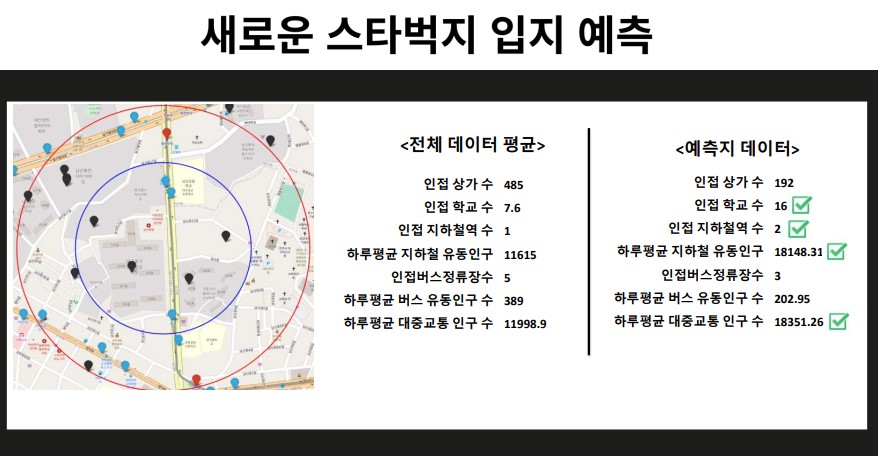 새로운 스타벅지 입지 예측
<전체 데이터 평균>
인접 상가 수 485
인접 학교 수 7.6
인접 지하철역 수 1
하루평균 지하철 유동인구 11615
인접버스정류장수 5
하루평균 버스 유동인구 수 389
하루평균 대중교통 인구 수 11998.9
<예측지 데이터>
인접 상가 수 192
인접 학교 수 16
인접 지하철역 수 2
하루평균 지하철 유동인구 수 18148.31
인접버스정류장수 3
하루평균 버스 유동인구 수 202.95
하루평균 대중교통 인구 수 18351.26